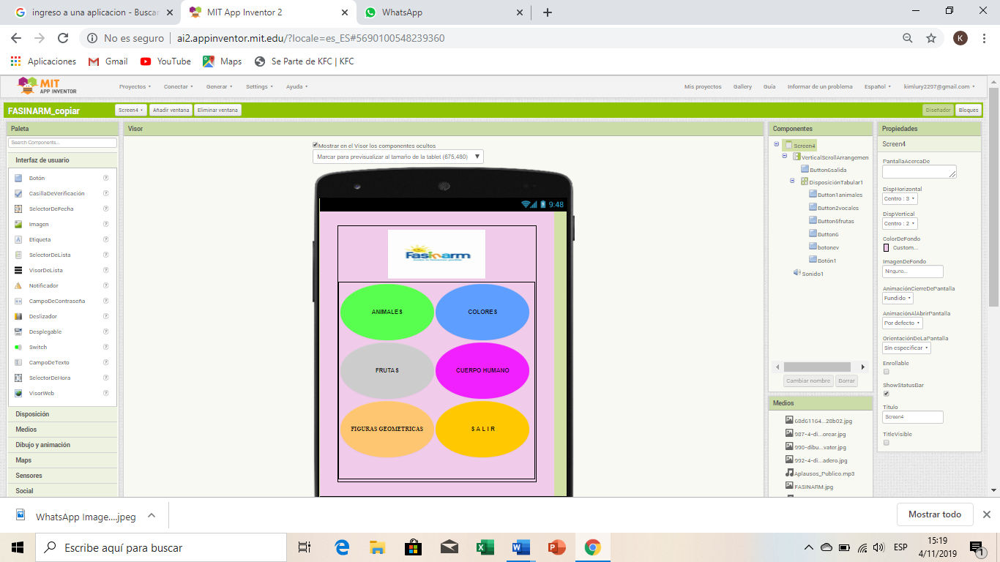 ingreso a una aplicacion - Buscar
MIT App Inventor 2
WhatsApp
No es seguro | ai2.appinventor.mit.edu/?locale=es_ES#5690100548239360
K
Aplicaciones
Gmail
YouTube
Maps
Se Parte de KFC | KFC
MIT
APP INVENTOR
Proyectos
Conectar
Generar
Settings
Ayuda
Mis proyectos
Gallery
Guía
Informar de un problema
Español
kimlury2297@gmail.com
FASINARM_copiar
Screen4
Añadir ventana
Eliminar ventana
Diseñador
Bloques
Paleta
Search Components...
Interfaz de usuario
Botón
CasillaDeVerificación
SelectorDeFecha
Imagen
Etiqueta
SelectorDeLista
VisorDeLista
Notificador
CampoDeContraseña
Deslizador
Desplegable
Switch
CampoDeTexto
SelectorDeHora
VisorWeb
Disposición
Medios
Dibujo y animación
Maps
Sensores
Social
Visor
Mostrar en el Visor los componentes ocultos
Marcar para previsualizar al tamaño de la tablet (675,480)
9:48
Fasinarm
ANIMALES
COLORES
FRUTAS
CUERPO HUMANO
FIGURAS GEOMETRICAS
S A L I R
Componentes
Screen4
VerticalScrollArrangemen
Button6salida
DisposiciónTabular1
Button1animales
Button2vocales
Button5frutas
Button6
botonev
Botón1
Sonido1
Cambiar nombre
Borrar
Medios
68d61164...28b02.jpg
987-4-di...orear.jpg
990-dibu...vater.jpg
992-4-di...adero.jpg
Aplausos_Publico.mp3
FASINARM.jpg
Propiedades
Screen4
PantallaAcercaDe
DispHorizontal
Centro : 3
DispVertical
Centro : 2
ColorDeFondo
Custom...
ImagenDeFondo
Ninguno...
AnimaciónCierreDePantalla
Fundido
AnimaciónAlAbrirPantalla
Por defecto
OrientaciónDeLaPantalla
Sin especificar
Enrollable
ShowStatusBar
Título
Screen4
TitleVisible
WhatsApp Image....jpeg
Mostrar todo
Escribe aquí para buscar
ESP
15:19
4/11/2019
1